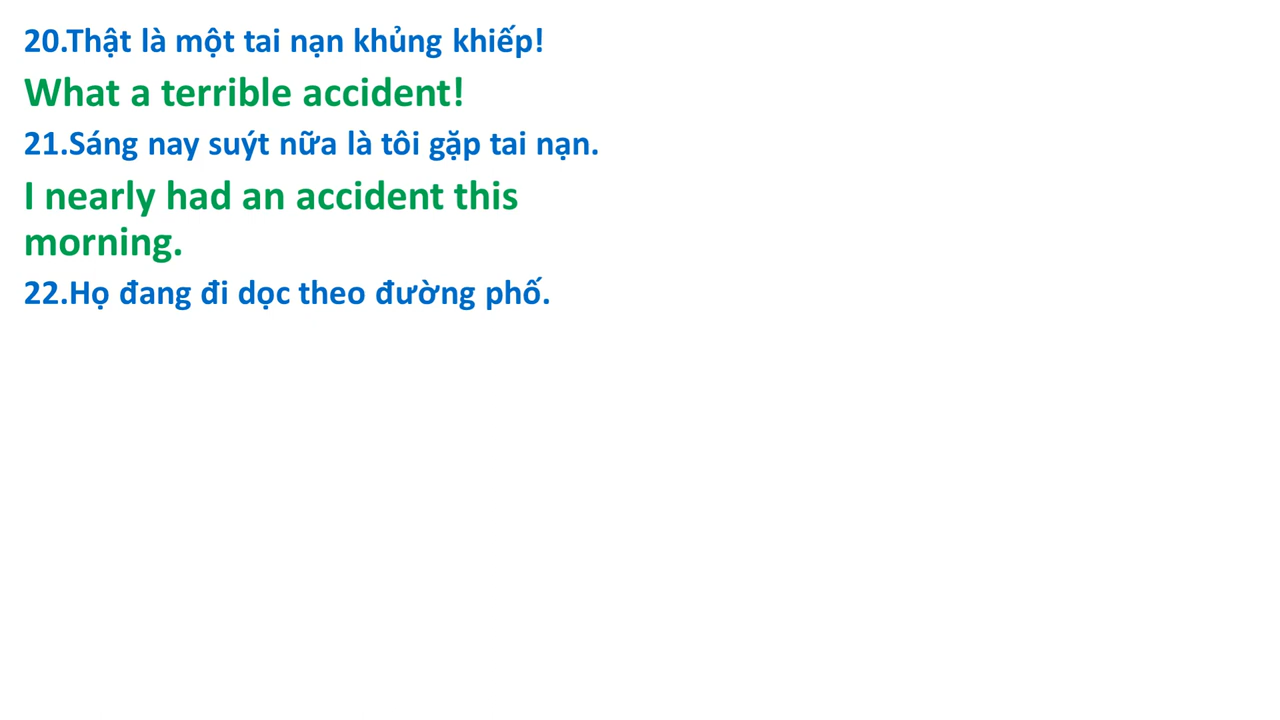 20.Thật là một tai nạn khủng khiếp!
What a terrible accident!
21.Sáng nay suýt nữa là tôi gặp tai nạn.
I nearly had an accident this
morning.
22.Họ đang đi dọc theo đường phố.